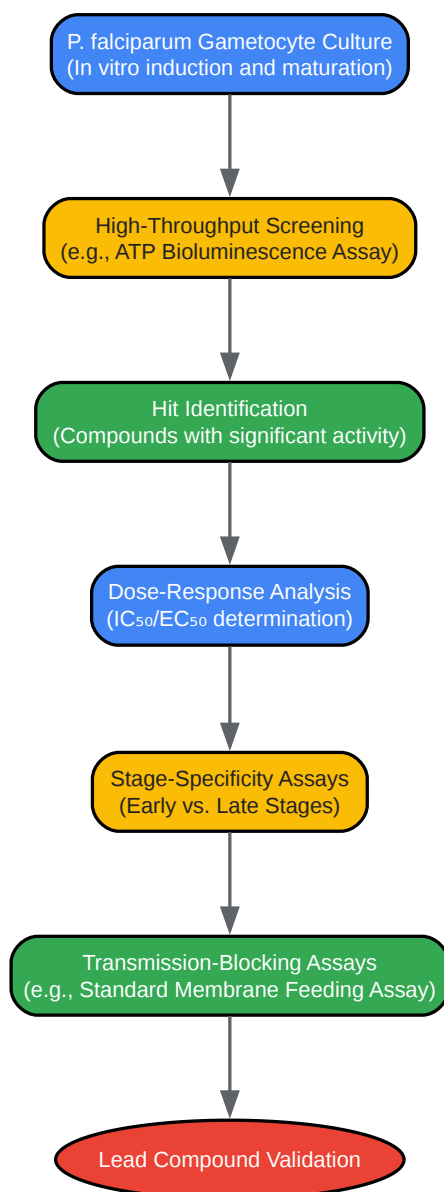 P. falciparum Gametocyte Culture
(In vitro induction and maturation)
High-Throughput Screening
(e.g., ATP Bioluminescence Assay)
Hit Identification
(Compounds with significant activity)
Dose-Response Analysis
(IC₅₀/EC₅₀ determination)
Stage-Specificity Assays
(Early vs. Late Stages)
Transmission-Blocking Assays
(e.g., Standard Membrane Feeding Assay)
Lead Compound Validation